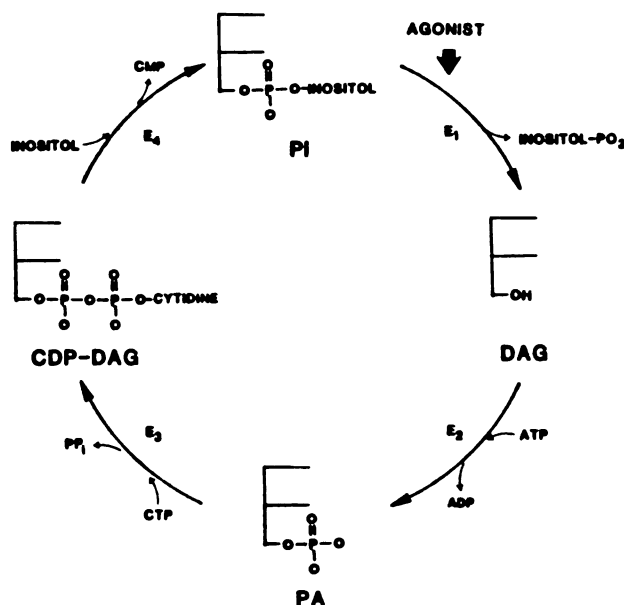 AGONIST
CMP
O
O-P-O-INOSITOL
O
INOSITOL
E4
PI
E1
INOSITOL-PO3
O O
O-P-O-P-O-CYTIDINE
O O
OH
CDP-DAG
DAG
E3
PPi
CTP
E2
ATP
ADP
O
O-P-O
O
PA